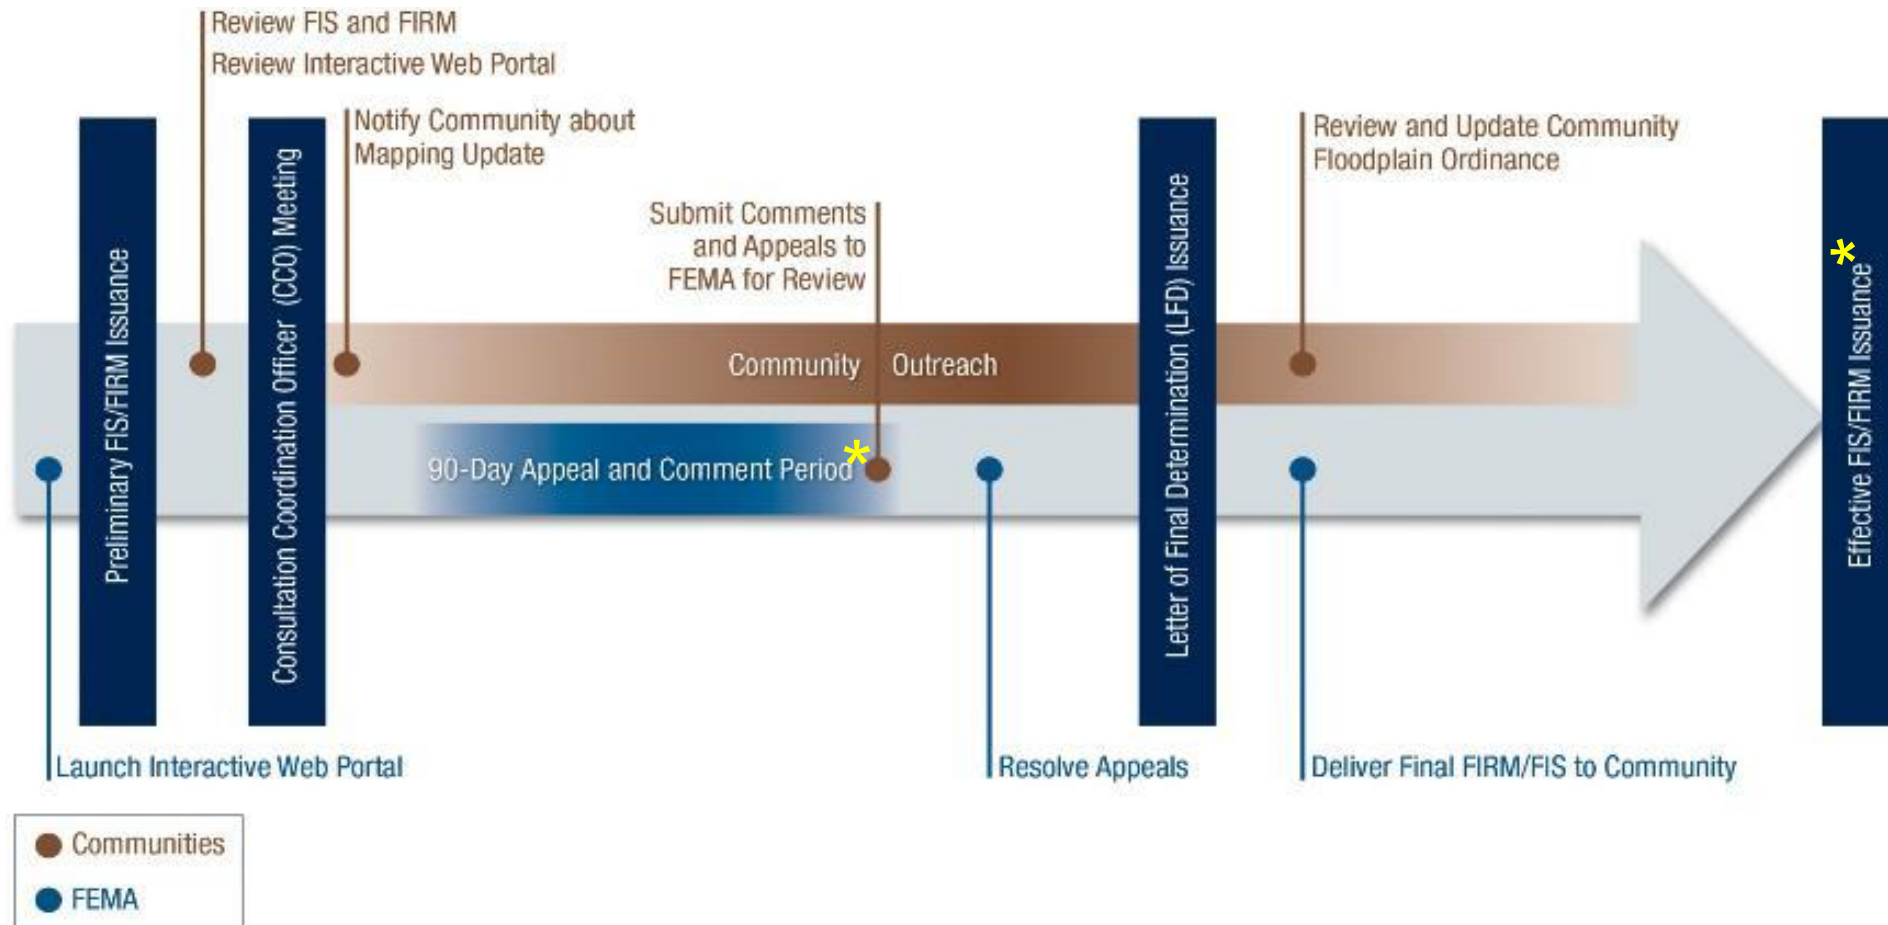 Review FIS and FIRM
Review Interactive Web Portal
Preliminary FIS/FIRM Issuance
Consultation Coordination Officer (CCO) Meeting
Notify Community about
Mapping Update
Submit Comments
and Appeals to
FEMA for Review
Letter of Final Determination (LFD) Issuance
Review and Update Community
Floodplain Ordinance
Effective FIS/FIRM Issuance*
Community Outreach
90-Day Appeal and Comment Period*
Launch Interactive Web Portal
Resolve Appeals
Deliver Final FIRM/FIS to Community
Communities
FEMA